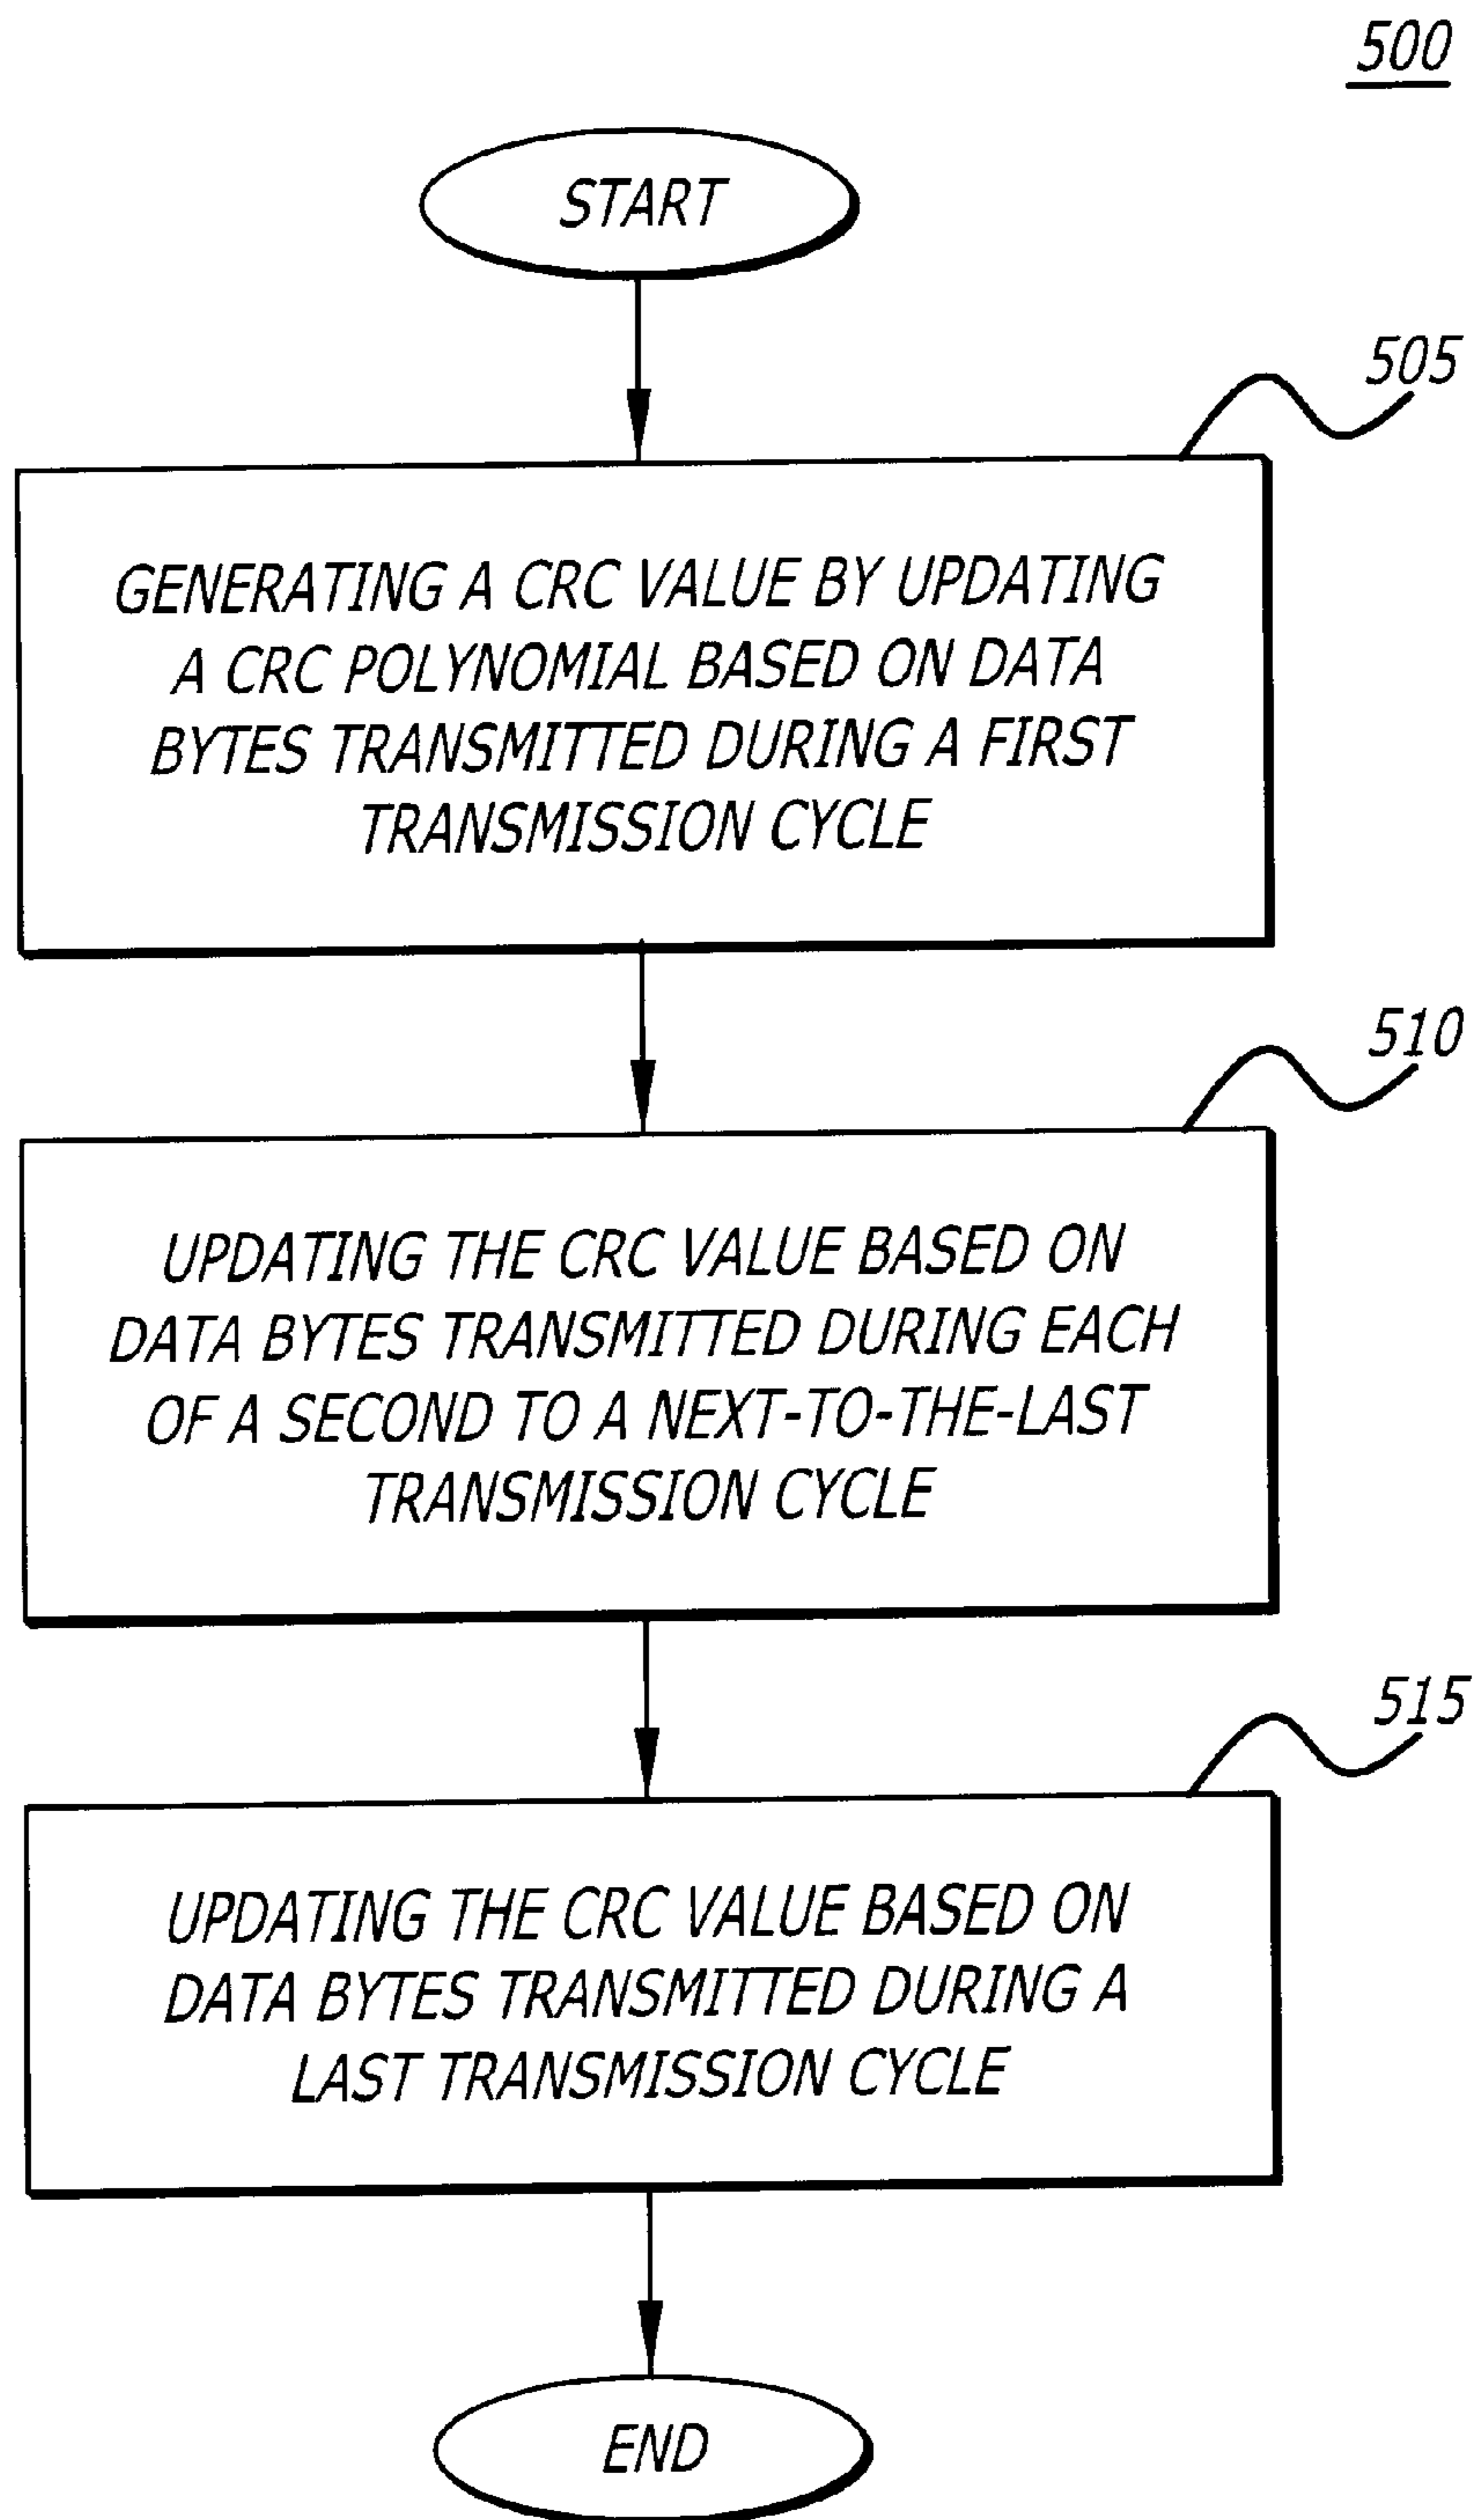 500
START
505
GENERATING A CRC VALUE BY UPDATING
A CRC POLYNOMIAL BASED ON DATA
BYTES TRANSMITTED DURING A FIRST
TRANSMISSION CYCLE
510
UPDATING THE CRC VALUE BASED ON
DATA BYTES TRANSMITTED DURING EACH
OF A SECOND TO A NEXT-TO-THE-LAST
TRANSMISSION CYCLE
515
UPDATING THE CRC VALUE BASED ON
DATA BYTES TRANSMITTED DURING A
LAST TRANSMISSION CYCLE
END